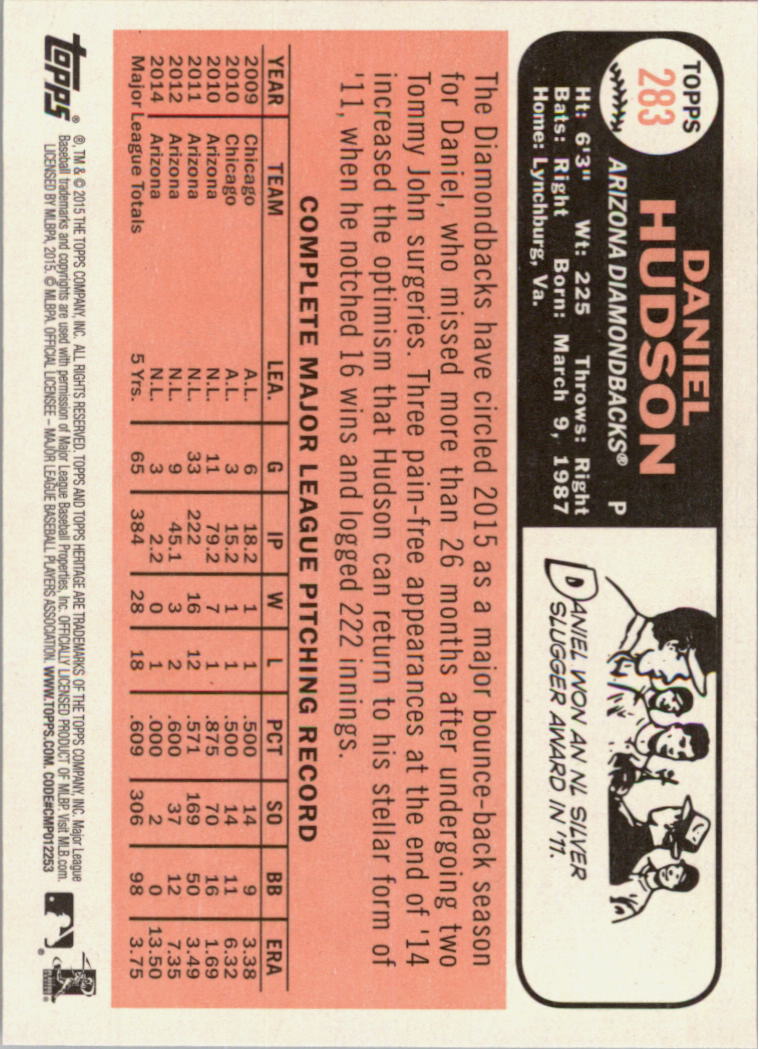 TOPPS
283
DANIEL
HUDSON
ARIZONA DIAMONDBACKS® P
Ht: 6'3" Wt: 225 Throws: Right
Bats: Right Born: March 9, 1987
Home: Lynchburg, Va.
DANIEL WON AN NL SILVER
SLUGGER AWARD IN '11.
The Diamondbacks have circled 2015 as a major bounce-back season
for Daniel, who missed more than 26 months after undergoing two
Tommy John surgeries. Three pain-free appearances at the end of '14
increased the optimism that Hudson can return to his stellar form of
'11, when he notched 16 wins and logged 222 innings.
COMPLETE MAJOR LEAGUE PITCHING RECORD
YEAR TEAM LEA. G IP W L PCT SO BB ERA
2009 Chicago A.L. 6 18.2 1 1 .500 14 9 3.38
2010 Chicago A.L. 3 15.2 1 1 .500 14 11 6.32
2010 Arizona N.L. 11 79.2 7 1 .875 70 16 1.69
2011 Arizona N.L. 33 222 16 12 .571 169 50 3.49
2012 Arizona N.L. 9 45.1 3 2 .600 37 12 7.35
2014 Arizona N.L. 3 2.2 0 1 .000 2 0 13.50
Major League Totals 5 Yrs. 65 384 28 18 .609 306 98 3.75
topps®
®, TM & © 2015 THE TOPPS COMPANY, INC. ALL RIGHTS RESERVED. TOPPS AND TOPPS HERITAGE ARE TRADEMARKS OF THE TOPPS COMPANY, INC. Major League
Baseball trademarks and copyrights are used with permission of Major League Baseball Properties, Inc. OFFICIALLY LICENSED PRODUCT OF MLBP. Visit MLB.com.
LICENSED BY MLBPA, 2015. © MLBPA. OFFICIAL LICENSEE – MAJOR LEAGUE BASEBALL PLAYERS ASSOCIATION. WWW.TOPPS.COM. CODE#CMP012253